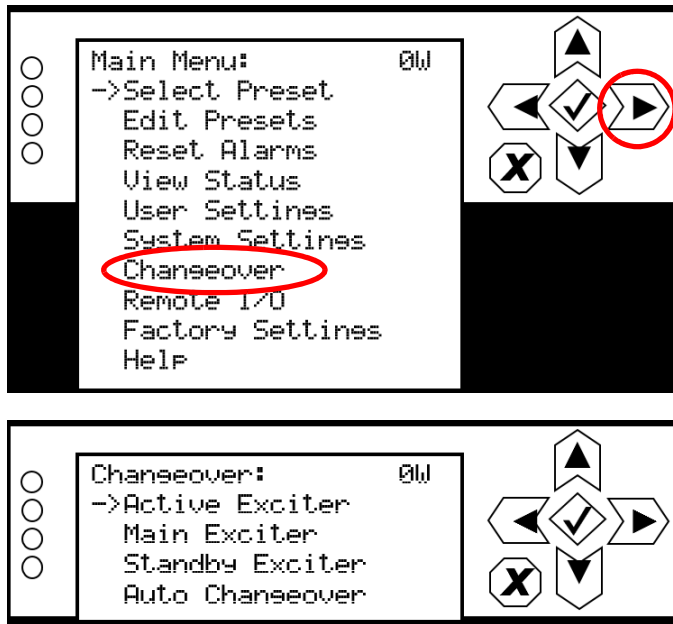 Main Menu: 0W
->Select Preset
Edit Presets
Reset Alarms
View Status
User Settings
System Settings
Changeover
Remote I/O
Factory Settings
Help
X
Changeover: 0W
->Active Exciter
Main Exciter
Standby Exciter
Auto Changeover
X